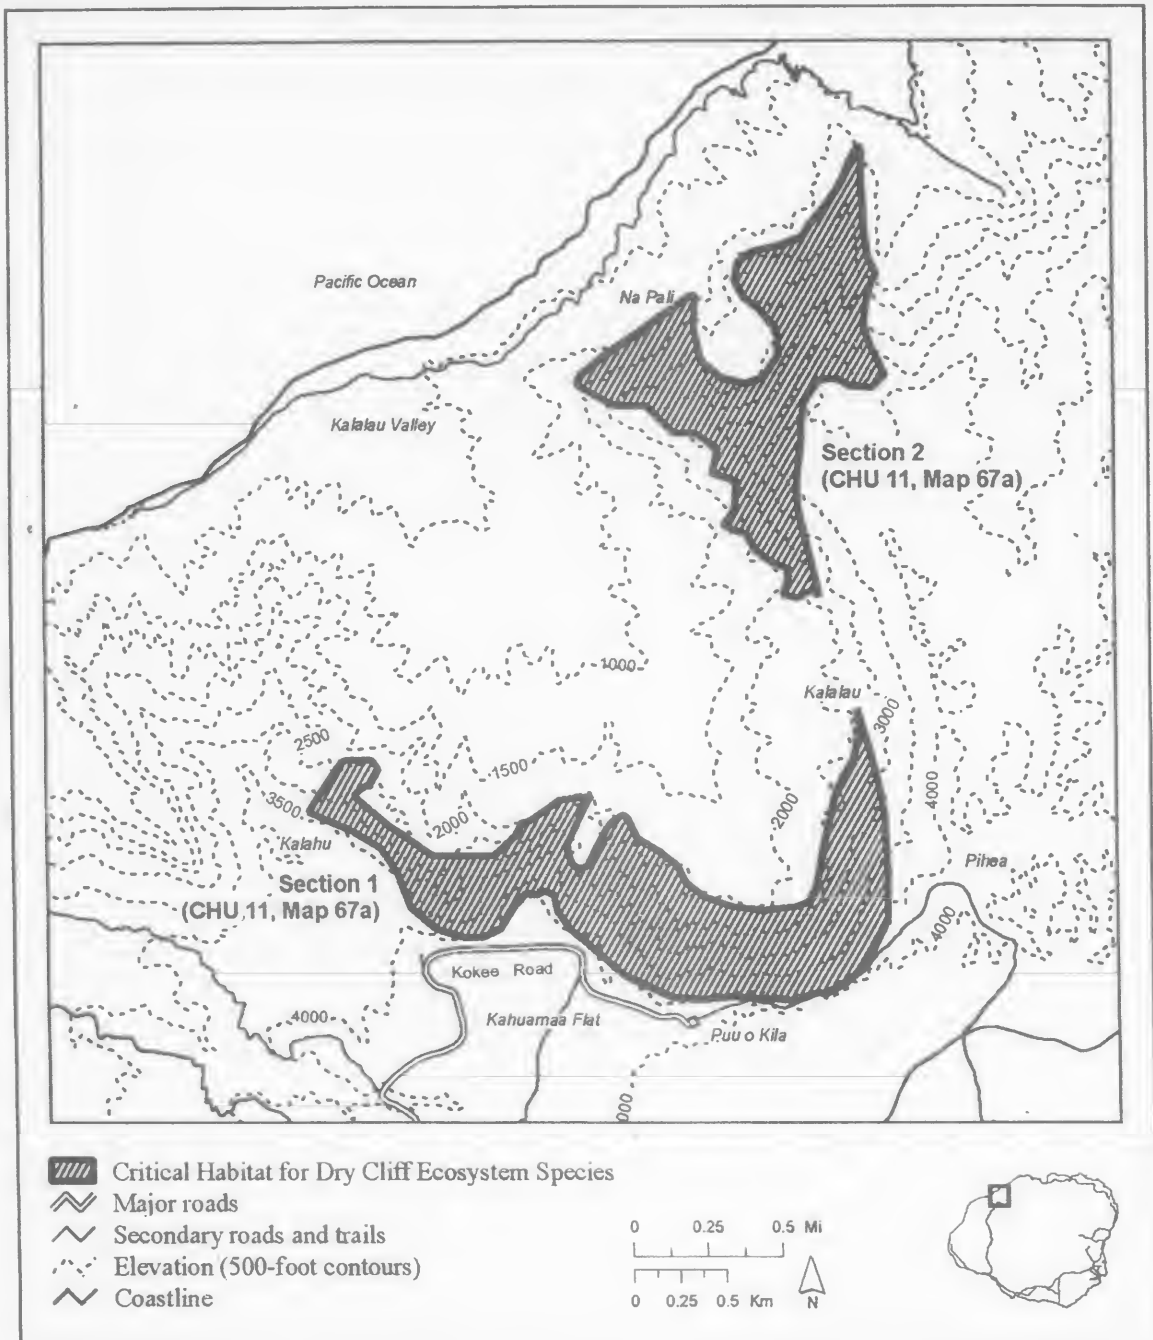 Pacific Ocean
Na Pali
Kalalau Valley
Section 2
(CHU 11, Map 67a)
1000
Kalalau
3000
2500
1500
4000
3500
2000
2000
Kalahu
Pihea
Section 1
(CHU 11, Map 67a)
4000
Kokee Road
4000
Kahuamaa Flat
Puu o Kila
000
Critical Habitat for Dry Cliff Ecosystem Species
Major roads
Secondary roads and trails
Elevation (500-foot contours)
Coastline
0 0.25 0.5 Mi
0 0.25 0.5 Km
N